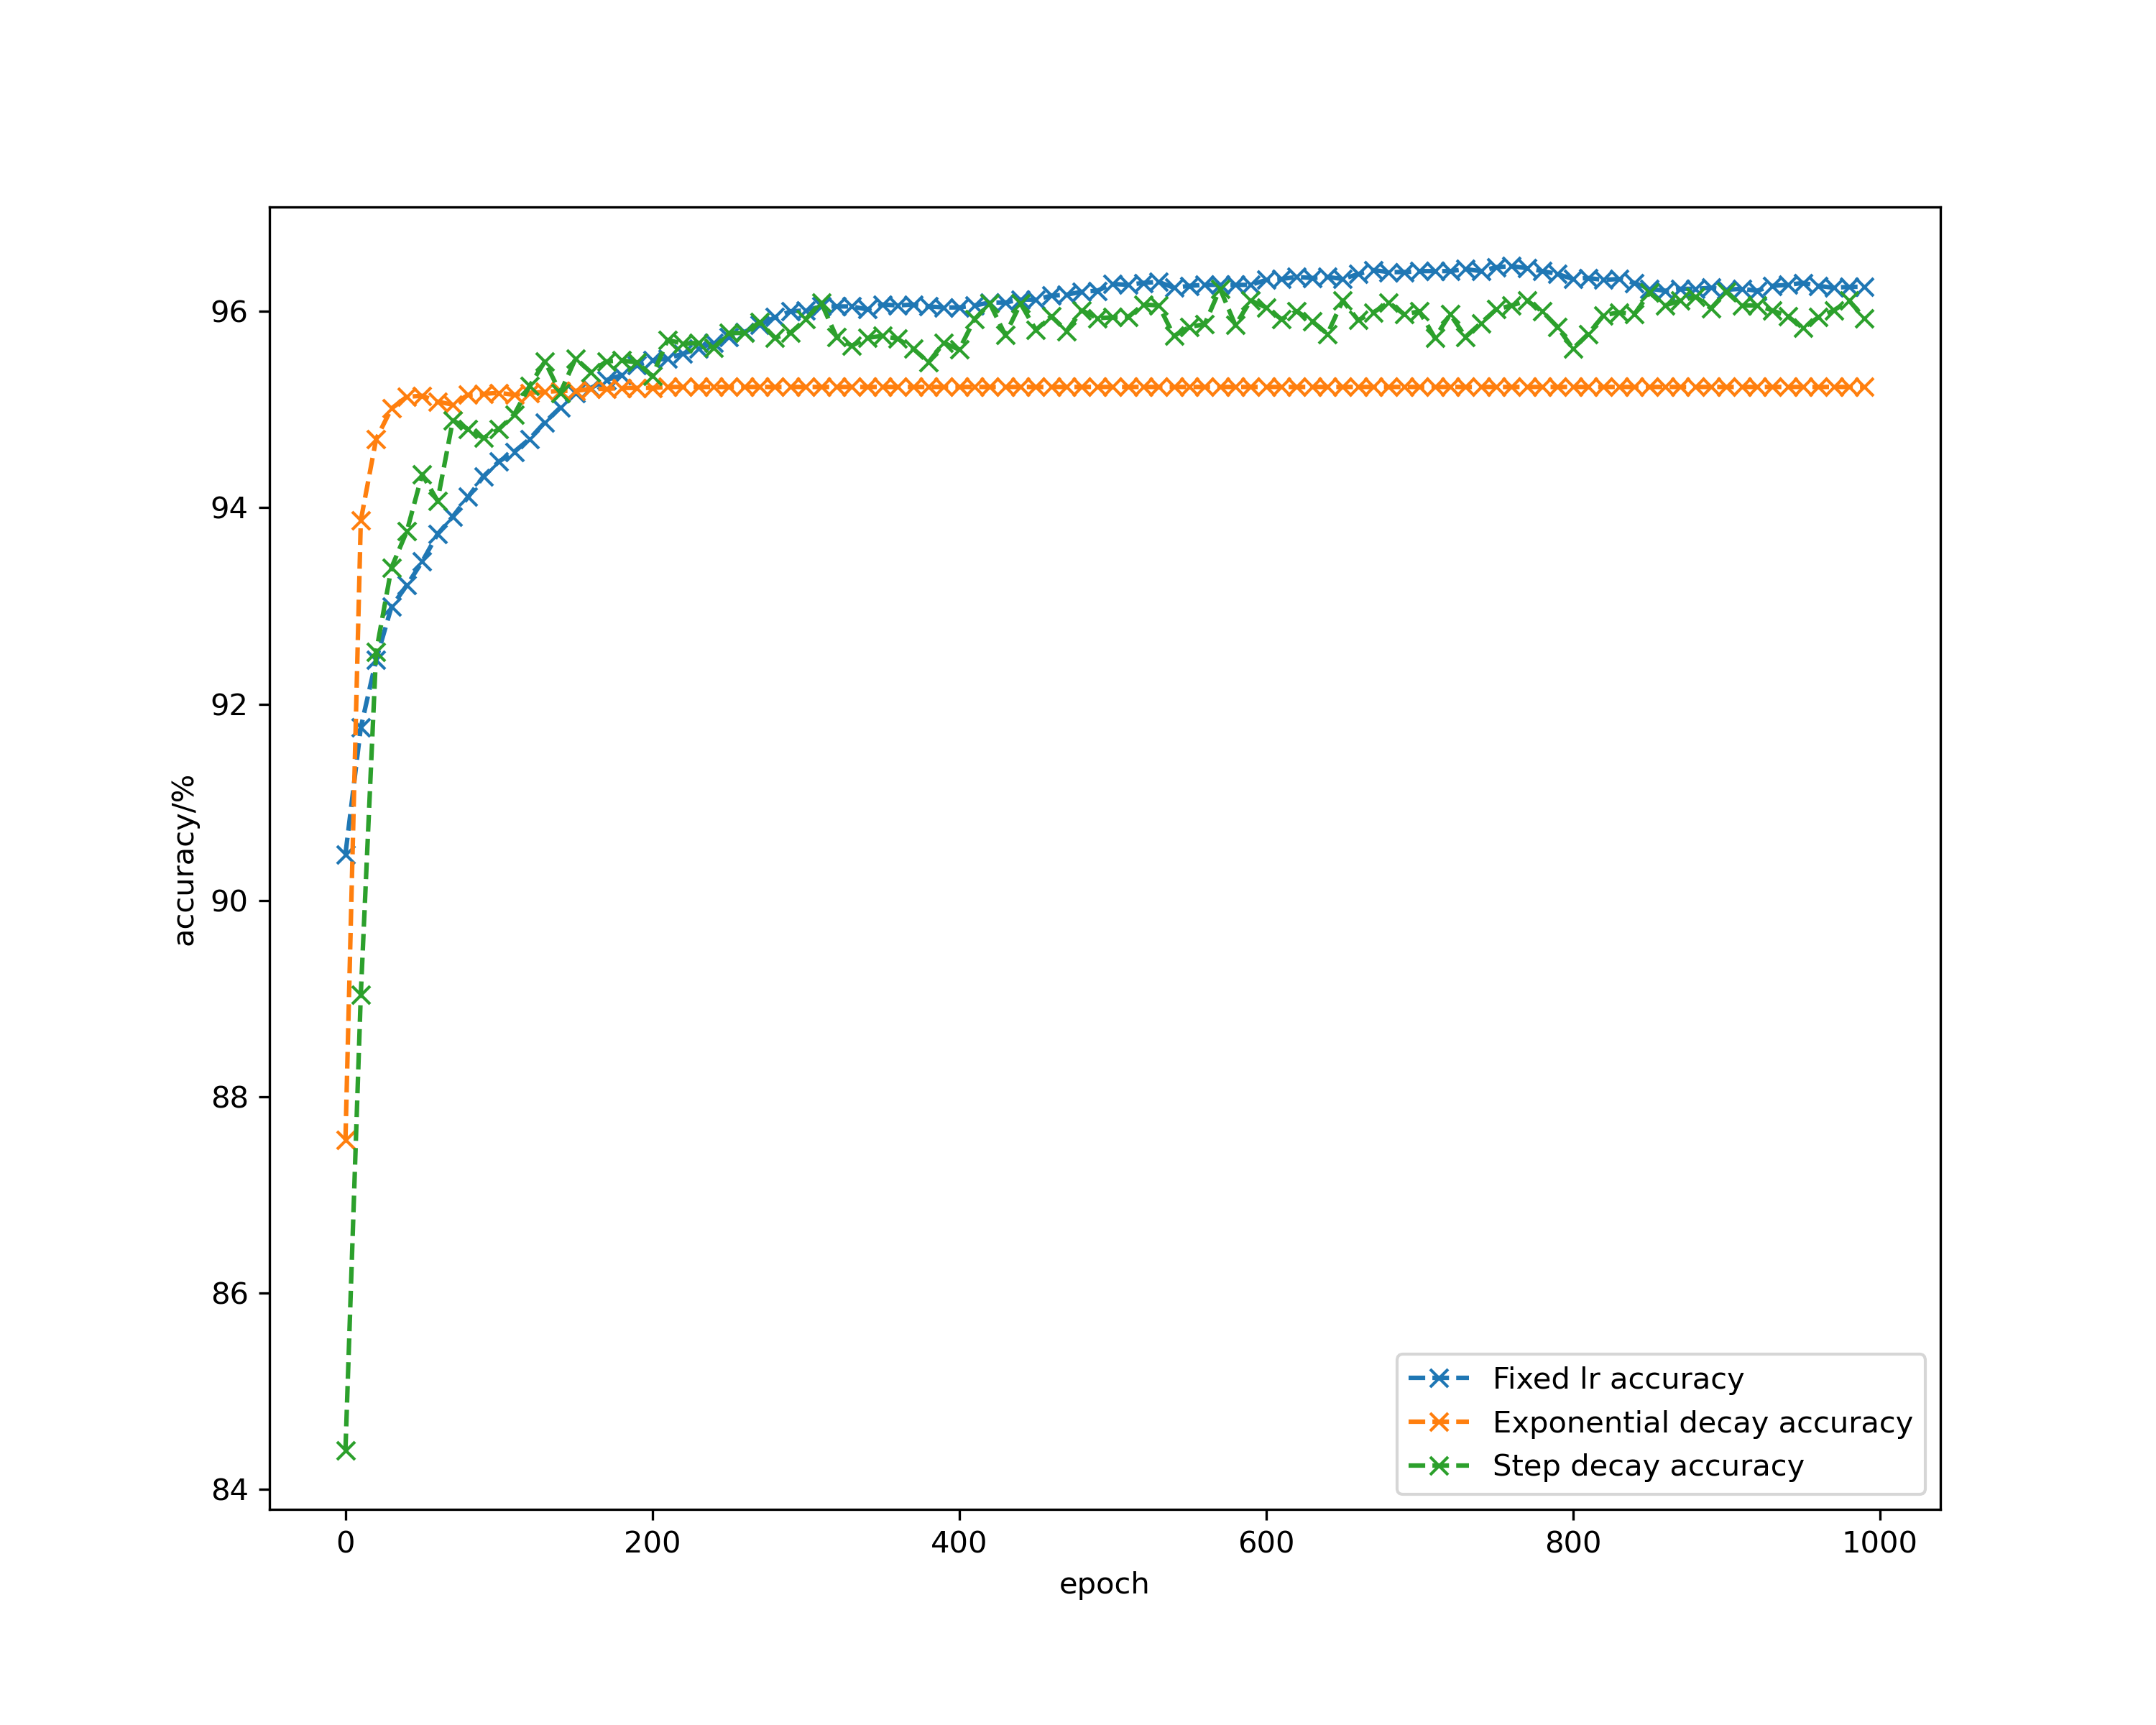 96
94
92
90
88
86
84
accuracy/%
0 200 400 600 800 1000
epoch
Fixed lr accuracy
Exponential decay accuracy
Step decay accuracy